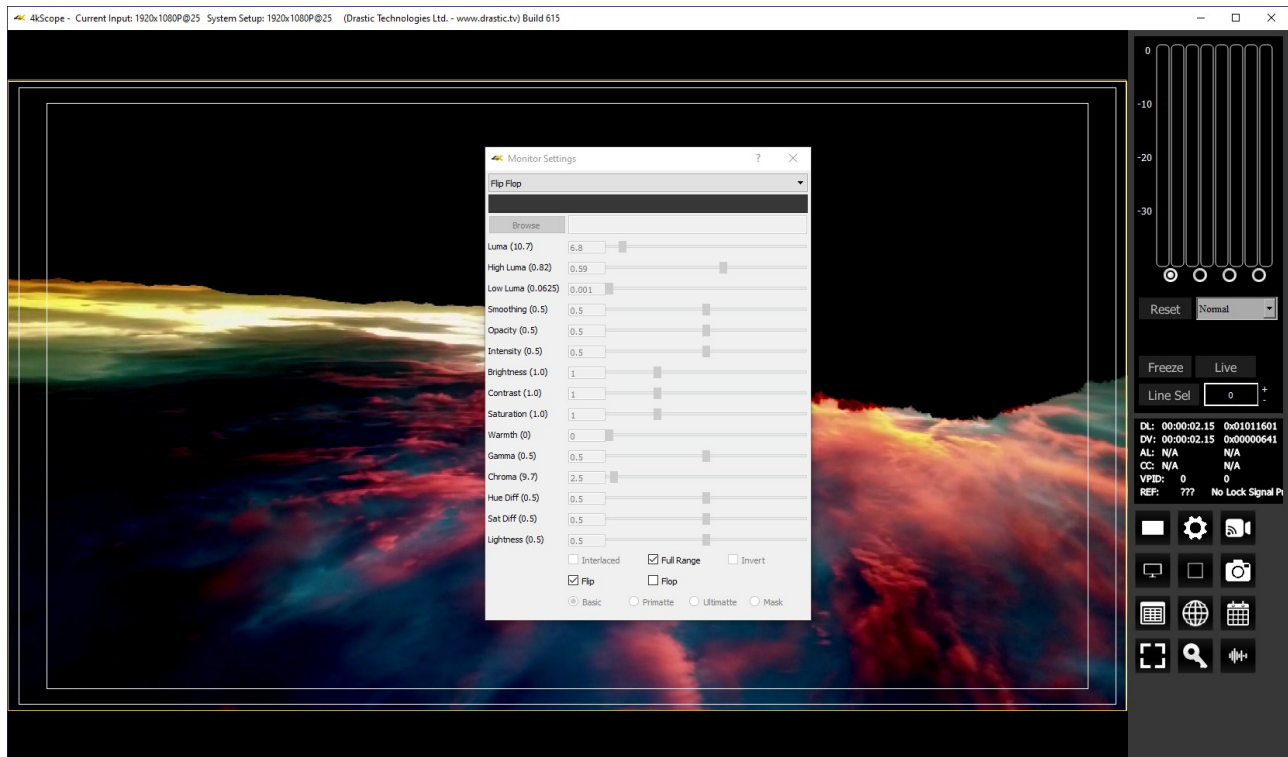 4kScope - Current Input: 1920x1080P@25 System Setup: 1920x1080P@25 (Drastic Technologies Ltd. - www.drastic.tv) Build 615
Monitor Settings
Flip Flop
Browse
Luma (10.7) 6.8
High Luma (0.82) 0.59
Low Luma (0.0625) 0.001
Smoothing (0.5) 0.5
Opacity (0.5) 0.5
Intensity (0.5) 0.5
Brightness (1.0) 1
Contrast (1.0) 1
Saturation (1.0) 1
Warmth (0) 0
Gamma (0.5) 0.5
Chroma (9.7) 2.5
Hue Diff (0.5) 0.5
Sat Diff (0.5) 0.5
Lightness (0.5) 0.5
Interlaced Full Range Invert
Flip Flop
Basic Primatte Ultimatte Mask
0
-10
-20
-30
Reset Normal
Freeze Live
Line Sel 0 + -
DL: 00:00:02.15 0x01011601
DV: 00:00:02.15 0x00000641
AL: N/A N/A
CC: N/A N/A
VPID: 0 0
REF: ??? No Lock Signal